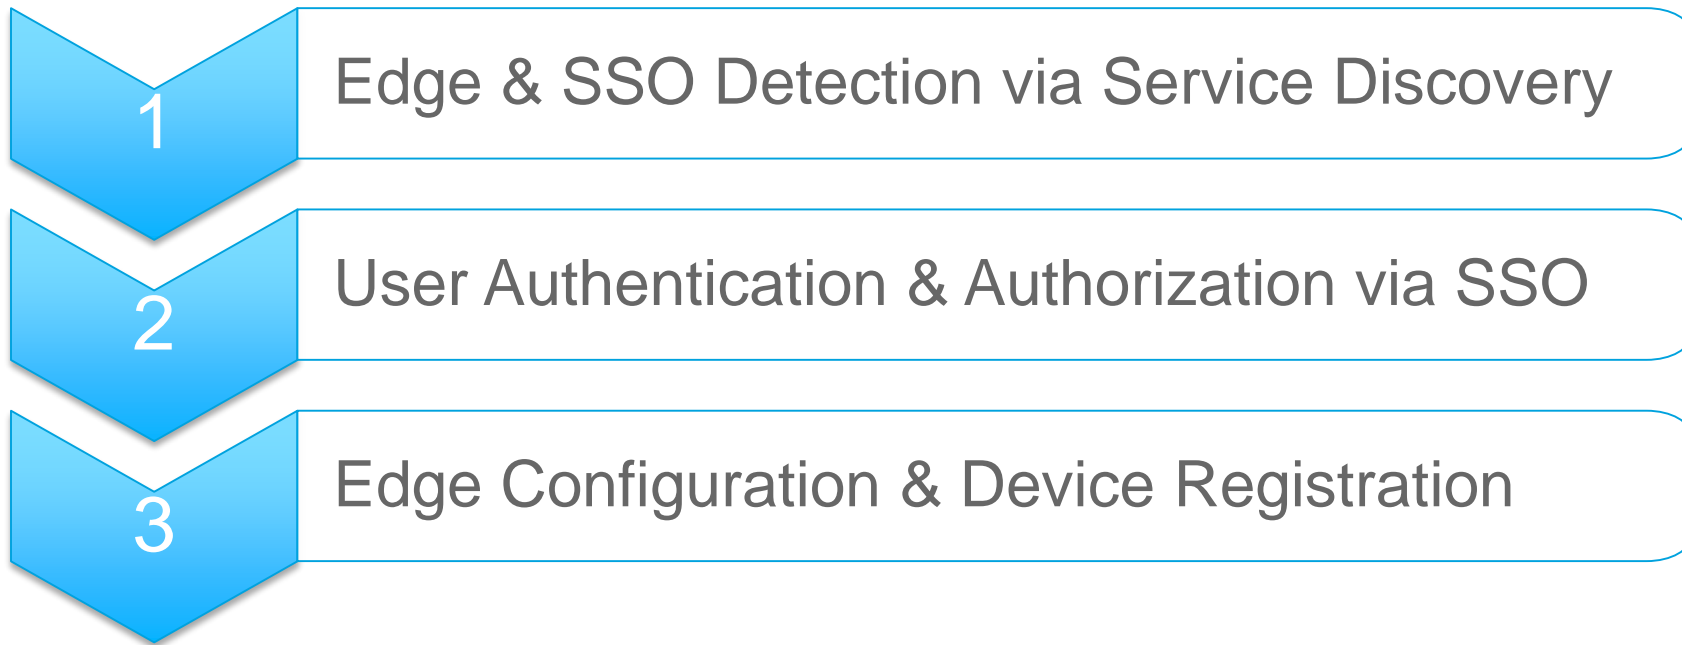 1
Edge & SSO Detection via Service Discovery
2
User Authentication & Authorization via SSO
3
Edge Configuration & Device Registration